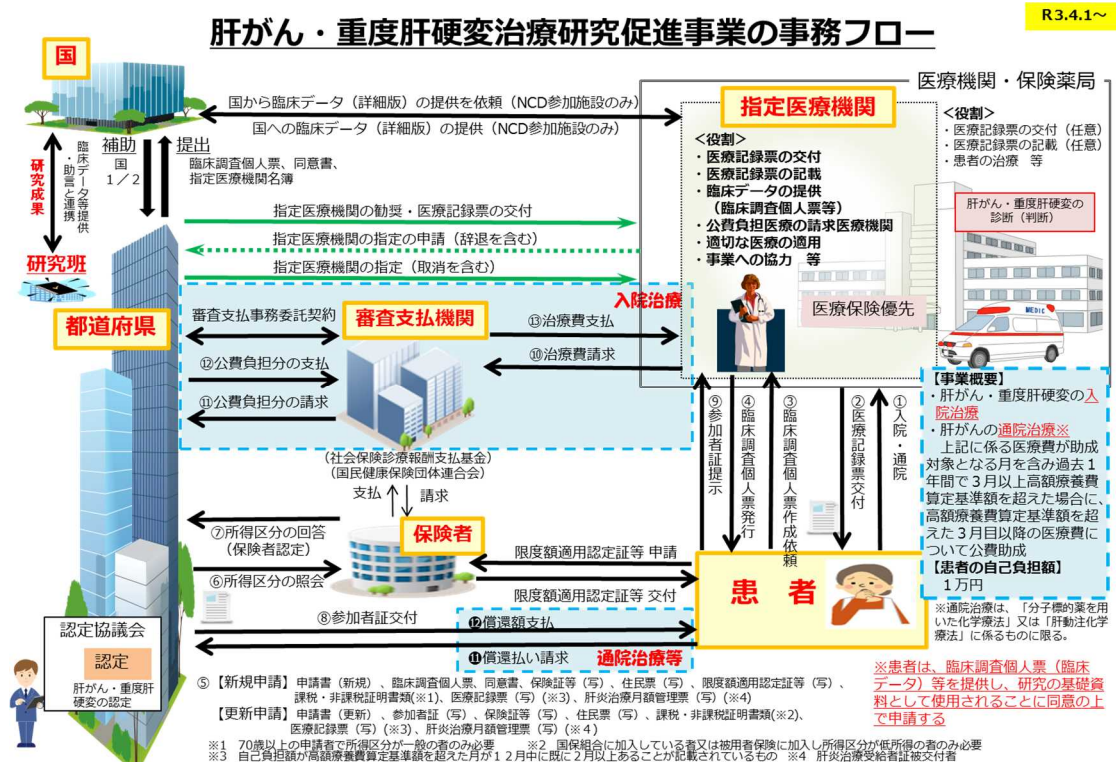 R3.4.1～
肝がん・重度肝硬変治療研究促進事業の事務フロー
国
医療機関・保険薬局
国から臨床データ（詳細版）の提供を依頼（NCD参加施設のみ）
国への臨床データ（詳細版）の提供（NCD参加施設のみ）
指定医療機関
＜役割＞
・医療記録票の交付
・医療記録票の記載
・臨床データの提供
（臨床調査個人票等）
・公費負担医療の請求医療機関
・適切な医療の適用
・事業への協力　等
＜役割＞
・医療記録票の交付（任意）
・医療記録票の記載（任意）
・患者の治療　等
肝がん・重度肝硬変の
診断（判断）
医療保険優先
MEDIC
研究成果
臨床データ等提供
・助言と連携
補助
国
1／2
提出
臨床調査個人票、同意書、
指定医療機関名簿
研究班
指定医療機関の勧奨・医療記録票の交付
指定医療機関の指定の申請（辞退を含む）
指定医療機関の指定（取消を含む）
都道府県
入院治療
審査支払事務委託契約
審査支払機関
⑬治療費支払
⑫公費負担分の支払
⑩治療費請求
⑪公費負担分の請求
（社会保険診療報酬支払基金）
（国民健康保険団体連合会）
支払
請求
⑨参加者証提示
④臨床調査個人票発行
③臨床調査個人票作成依頼
②医療記録票交付
①入院・通院
【事業概要】
・肝がん・重度肝硬変の入
院治療
・肝がんの通院治療※
上記に係る医療費が助成
対象となる月を含み過去１
年間で３月以上高額療養費
算定基準額を超えた場合に、
高額療養費算定基準額を超
えた３月目以降の医療費に
ついて公費助成
【患者の自己負担額】
１万円
※通院治療は、「分子標的薬を用
いた化学療法」又は「肝動注化学
療法」に係るものに限る。
⑦所得区分の回答
（保険者認定）
保険者
⑥所得区分の照会
限度額適用認定証等 申請
限度額適用認定証等 交付
患　者
⑧参加者証交付
⓬償還額支払
⓫償還払い請求
通院治療等
認定協議会
認定
肝がん・重度肝
硬変の認定
※患者は、臨床調査個人票（臨床
データ）等を提供し、研究の基礎資
料として使用されることに同意の上
で申請する
⑤【新規申請】申請書（新規）、臨床調査個人票、同意書、保険証等（写）、住民票（写）、限度額適用認定証等（写）、
課税・非課税証明書類(※1)、医療記録票（写）（※3）、肝炎治療月額管理票（写）（※4）
【更新申請】申請書（更新）、参加者証（写）、保険証等（写）、住民票（写）、課税・非課税証明書類(※2)、
医療記録票（写）（※3）、肝炎治療月額管理票（写）（※４）
※1　70歳以上の申請者で所得区分が一般の者のみ必要　※2　国保組合に加入している者又は被用者保険に加入し所得区分が低所得の者のみ必要
※3　自己負担額が高額療養費算定基準額を超えた月が１２月中に既に２月以上あることが記載されているもの　※4　肝炎治療受給者証被交付者